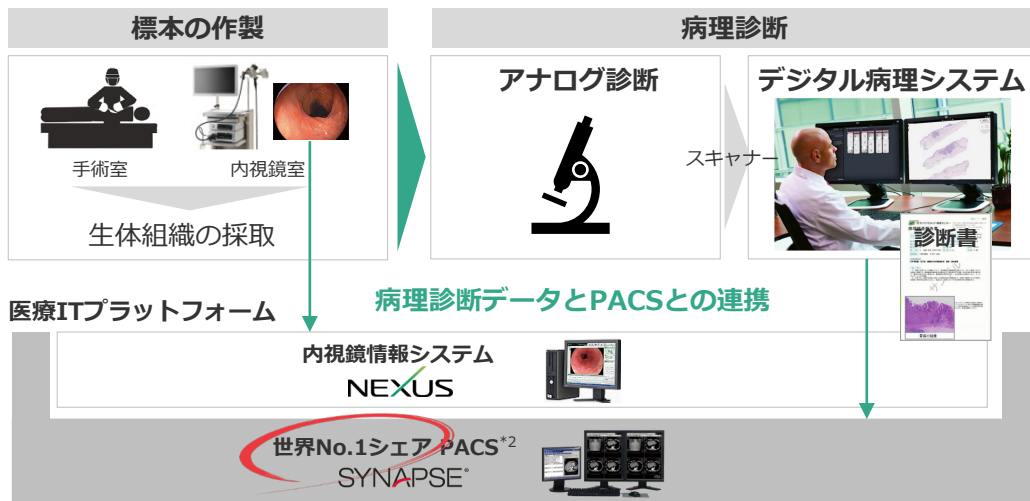 標本の作製
病理診断
手術室
内視鏡室
生体組織の採取
アナログ診断
スキャナー
デジタル病理システム
診断書
病理診断データとPACSとの連携
医療ITプラットフォーム
内視鏡情報システム
NEXUS
世界No.1シェア PACS*2
SYNAPSE